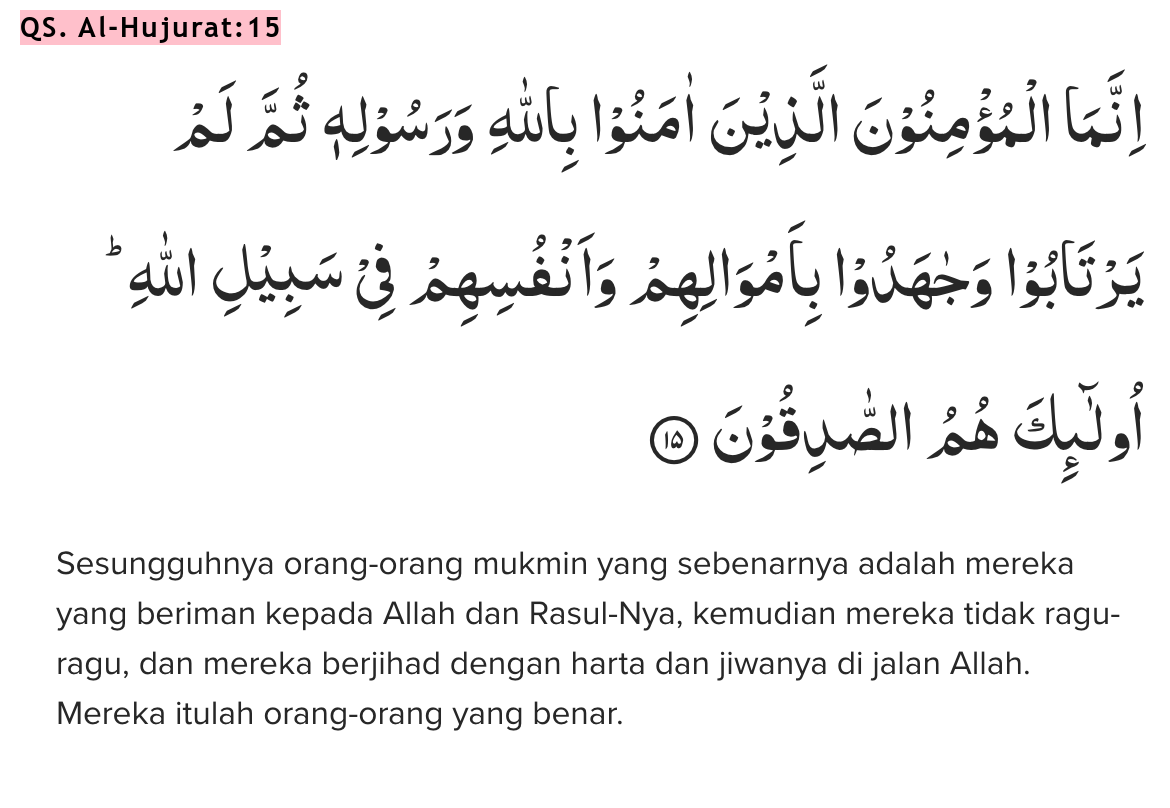 QS. Al-Hujurat:15
اِنَّمَا الْمُؤْمِنُوْنَ الَّذِيْنَ اٰمَنُوْا بِاللّٰهِ وَرَسُوْلِهٖ ثُمَّ لَمْ
يَرْتَابُوْا وَجٰهَدُوْا بِاَمْوَالِهِمْ وَاَنْفُسِهِمْ فِيْ سَبِيْلِ اللّٰهِ ۗ
اُولٰۤىِٕكَ هُمُ الصّٰدِقُوْنَ ۝١٥
Sesungguhnya orang-orang mukmin yang sebenarnya adalah mereka
yang beriman kepada Allah dan Rasul-Nya, kemudian mereka tidak ragu-
ragu, dan mereka berjihad dengan harta dan jiwanya di jalan Allah.
Mereka itulah orang-orang yang benar.